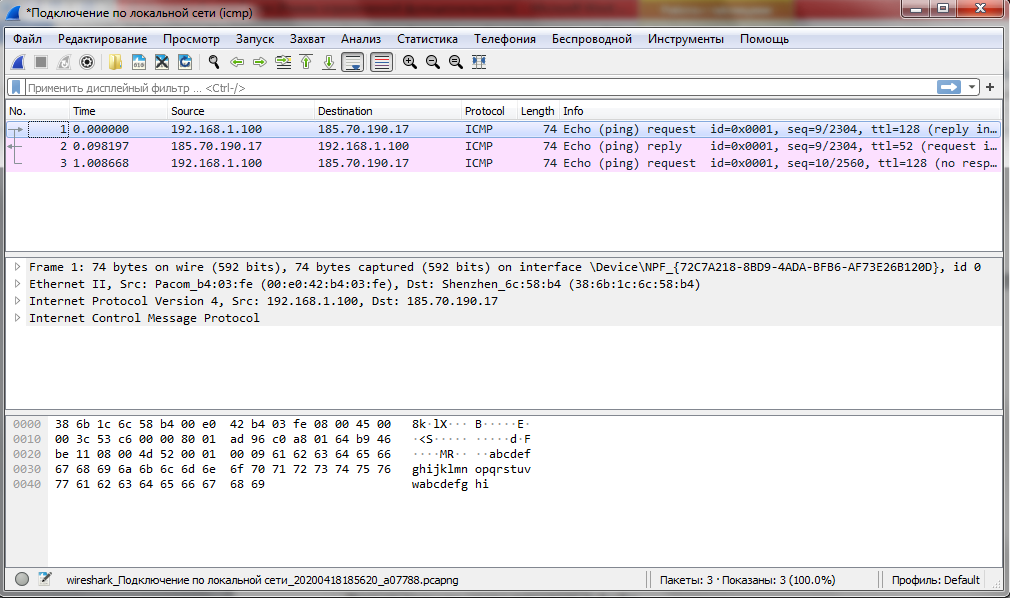 *Подключение по локальной сети (icmp)
Файл Редактирование Просмотр Запуск Захват Анализ Статистика Телефония Беспроводной Инструменты Помощь
Применить дисплейный фильтр ... <Ctrl-/>
No. Time Source Destination Protocol Length Info
1 0.000000 192.168.1.100 185.70.190.17 ICMP 74 Echo (ping) request id=0x0001, seq=9/2304, ttl=128 (reply in…
2 0.098197 185.70.190.17 192.168.1.100 ICMP 74 Echo (ping) reply id=0x0001, seq=9/2304, ttl=52 (request i…
3 1.008668 192.168.1.100 185.70.190.17 ICMP 74 Echo (ping) request id=0x0001, seq=10/2560, ttl=128 (no resp…
Frame 1: 74 bytes on wire (592 bits), 74 bytes captured (592 bits) on interface \Device\NPF_{72C7A218-8BD9-4ADA-BFB6-AF73E26B120D}, id 0
Ethernet II, Src: Pacom_b4:03:fe (00:e0:42:b4:03:fe), Dst: Shenzhen_6c:58:b4 (38:6b:1c:6c:58:b4)
Internet Protocol Version 4, Src: 192.168.1.100, Dst: 185.70.190.17
Internet Control Message Protocol
0000 38 6b 1c 6c 58 b4 00 e0 42 b4 03 fe 08 00 45 00 8k·lX··· B·····E·
0010 00 3c 53 c6 00 00 80 01 ad 96 c0 a8 01 64 b9 46 ·<S····· ·····d·F
0020 be 11 08 00 4d 52 00 01 00 09 61 62 63 64 65 66 ····MR·· ··abcdef
0030 67 68 69 6a 6b 6c 6d 6e 6f 70 71 72 73 74 75 76 ghijklmn opqrstuv
0040 77 61 62 63 64 65 66 67 68 69 wabcdefg hi
wireshark_Подключение по локальной сети_20200418185620_a07788.pcapng Пакеты: 3 · Показаны: 3 (100.0%) Профиль: Default